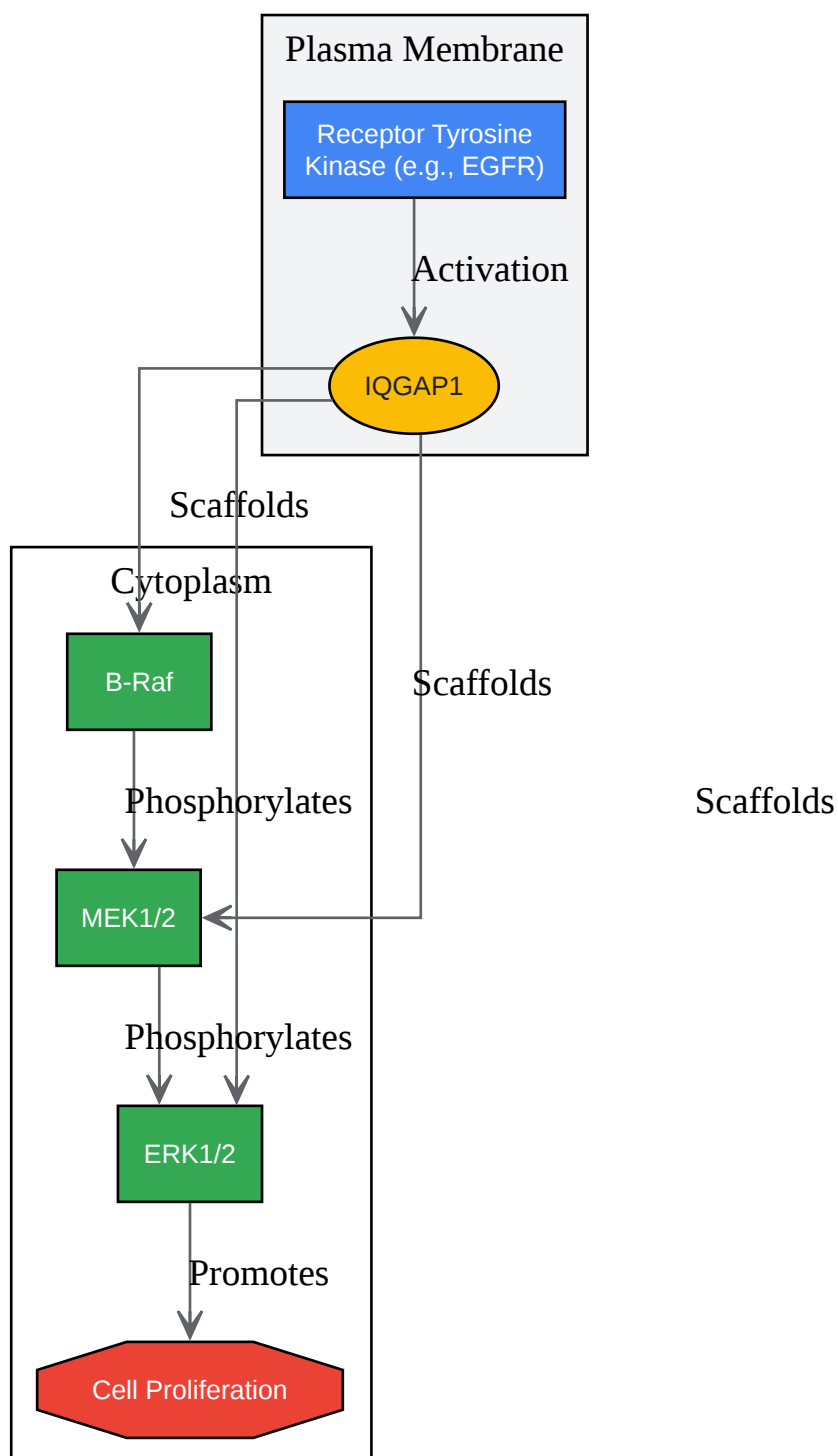 Plasma Membrane
Receptor Tyrosine
Kinase (e.g., EGFR)
Activation
IQGAP1
Scaffolds
Cytoplasm
B-Raf
Scaffolds
Phosphorylates
Scaffolds
MEK1/2
Phosphorylates
ERK1/2
Promotes
Cell Proliferation